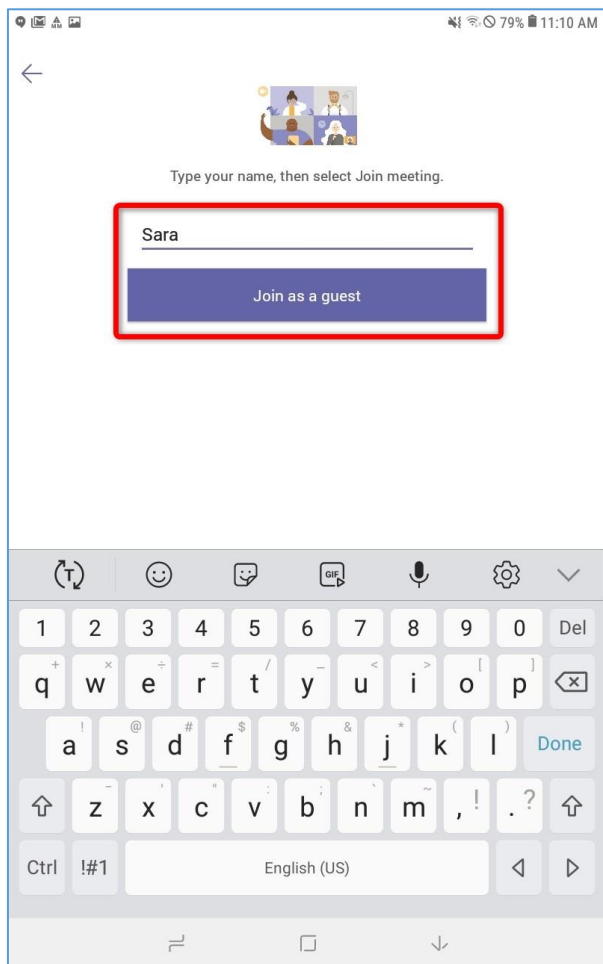 79% 11:10 AM
Type your name, then select Join meeting.
Sara
Join as a guest
GIF
1 2 3 4 5 6 7 8 9 0 Del
+ × ÷ = / _ < > [ ]
q w e r t y u i o p
! @ # $ % & * ( )
a s d f g h j k l Done
- ' " : ; ` ~ ! ?
z x c v b n m , .
Ctrl !#1 English (US)